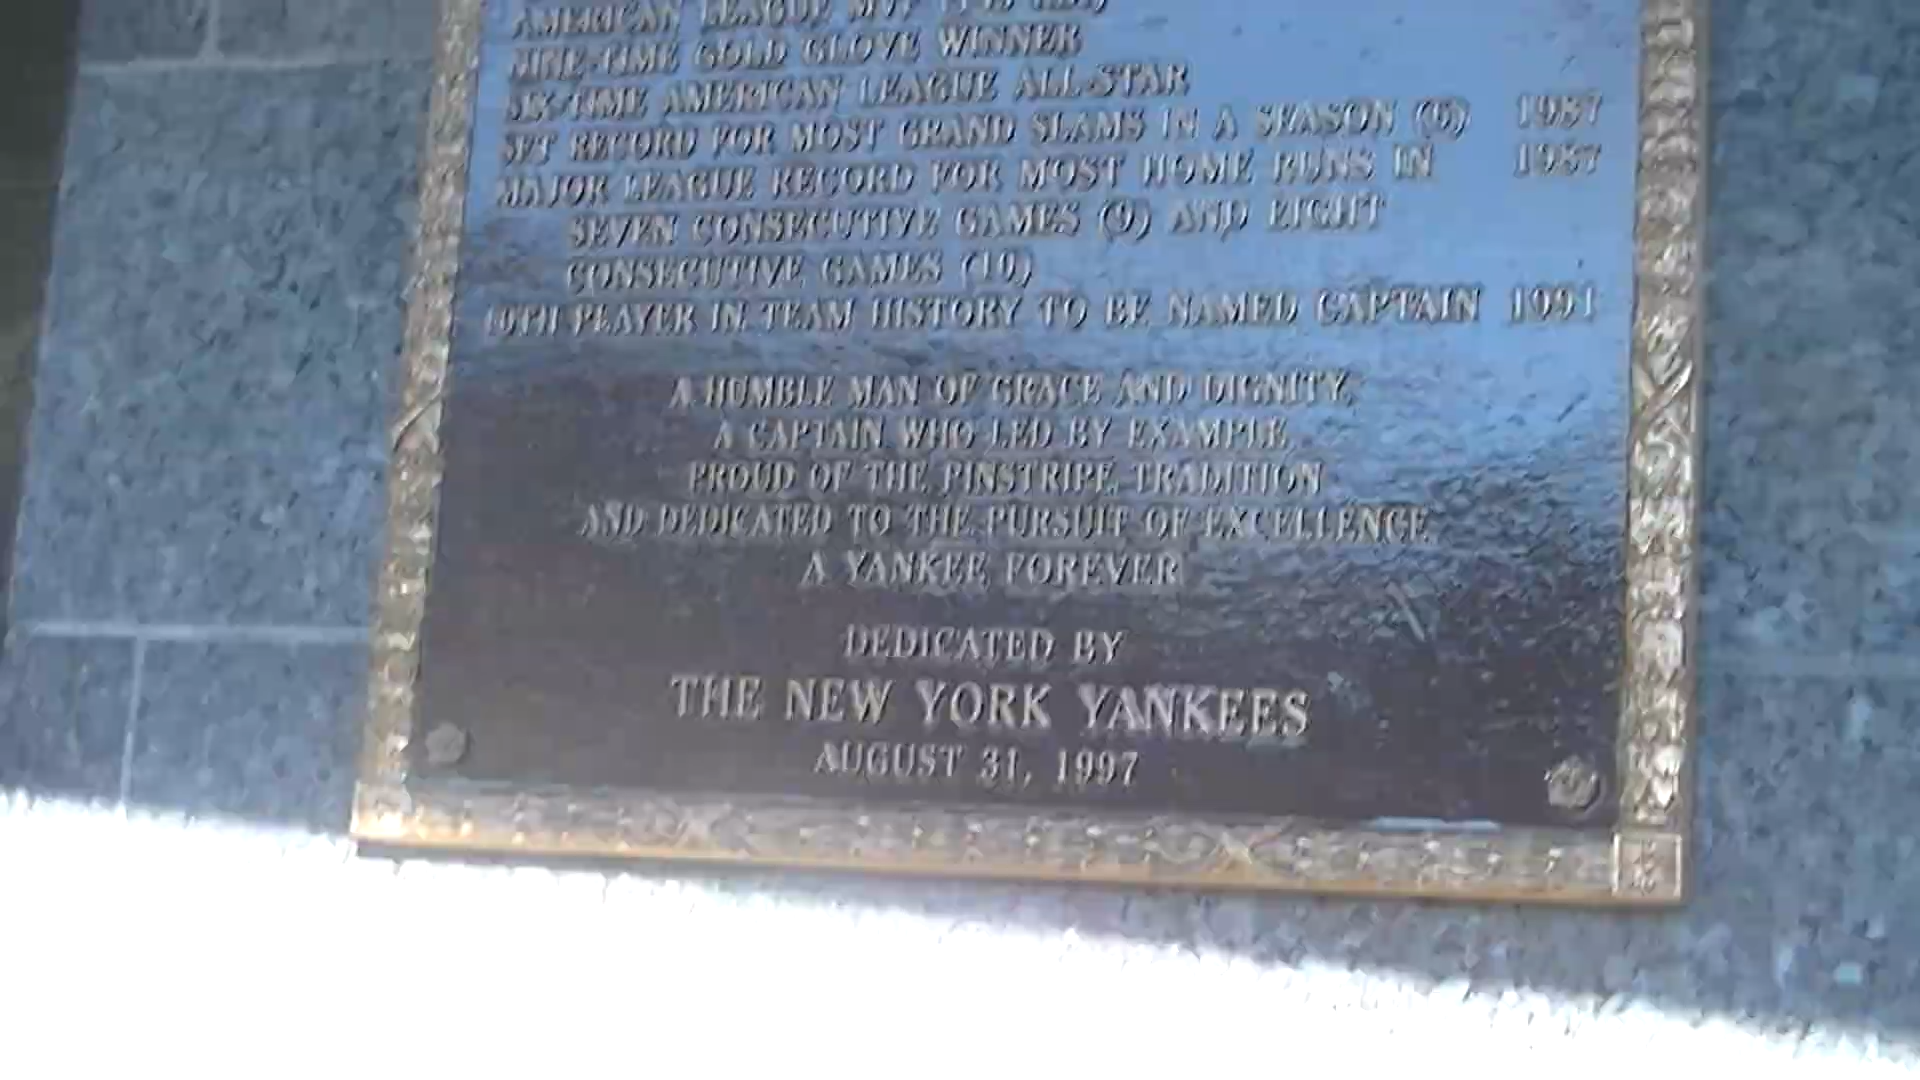 AMERICAN LEAGUE MVP
NINE-TIME GOLD GLOVE WINNER
SIX-TIME AMERICAN LEAGUE ALL-STAR
SET RECORD FOR MOST GRAND SLAMS IN A SEASON (6) 1987
MAJOR LEAGUE RECORD FOR MOST HOME RUNS IN 1987
SEVEN CONSECUTIVE GAMES (9) AND EIGHT
CONSECUTIVE GAMES (10)
10TH PLAYER IN TEAM HISTORY TO BE NAMED CAPTAIN 1991
A HUMBLE MAN OF GRACE AND DIGNITY,
A CAPTAIN WHO LED BY EXAMPLE,
PROUD OF THE PINSTRIPE TRADITION
AND DEDICATED TO THE PURSUIT OF EXCELLENCE,
A YANKEE FOREVER
DEDICATED BY
THE NEW YORK YANKEES
AUGUST 31, 1997